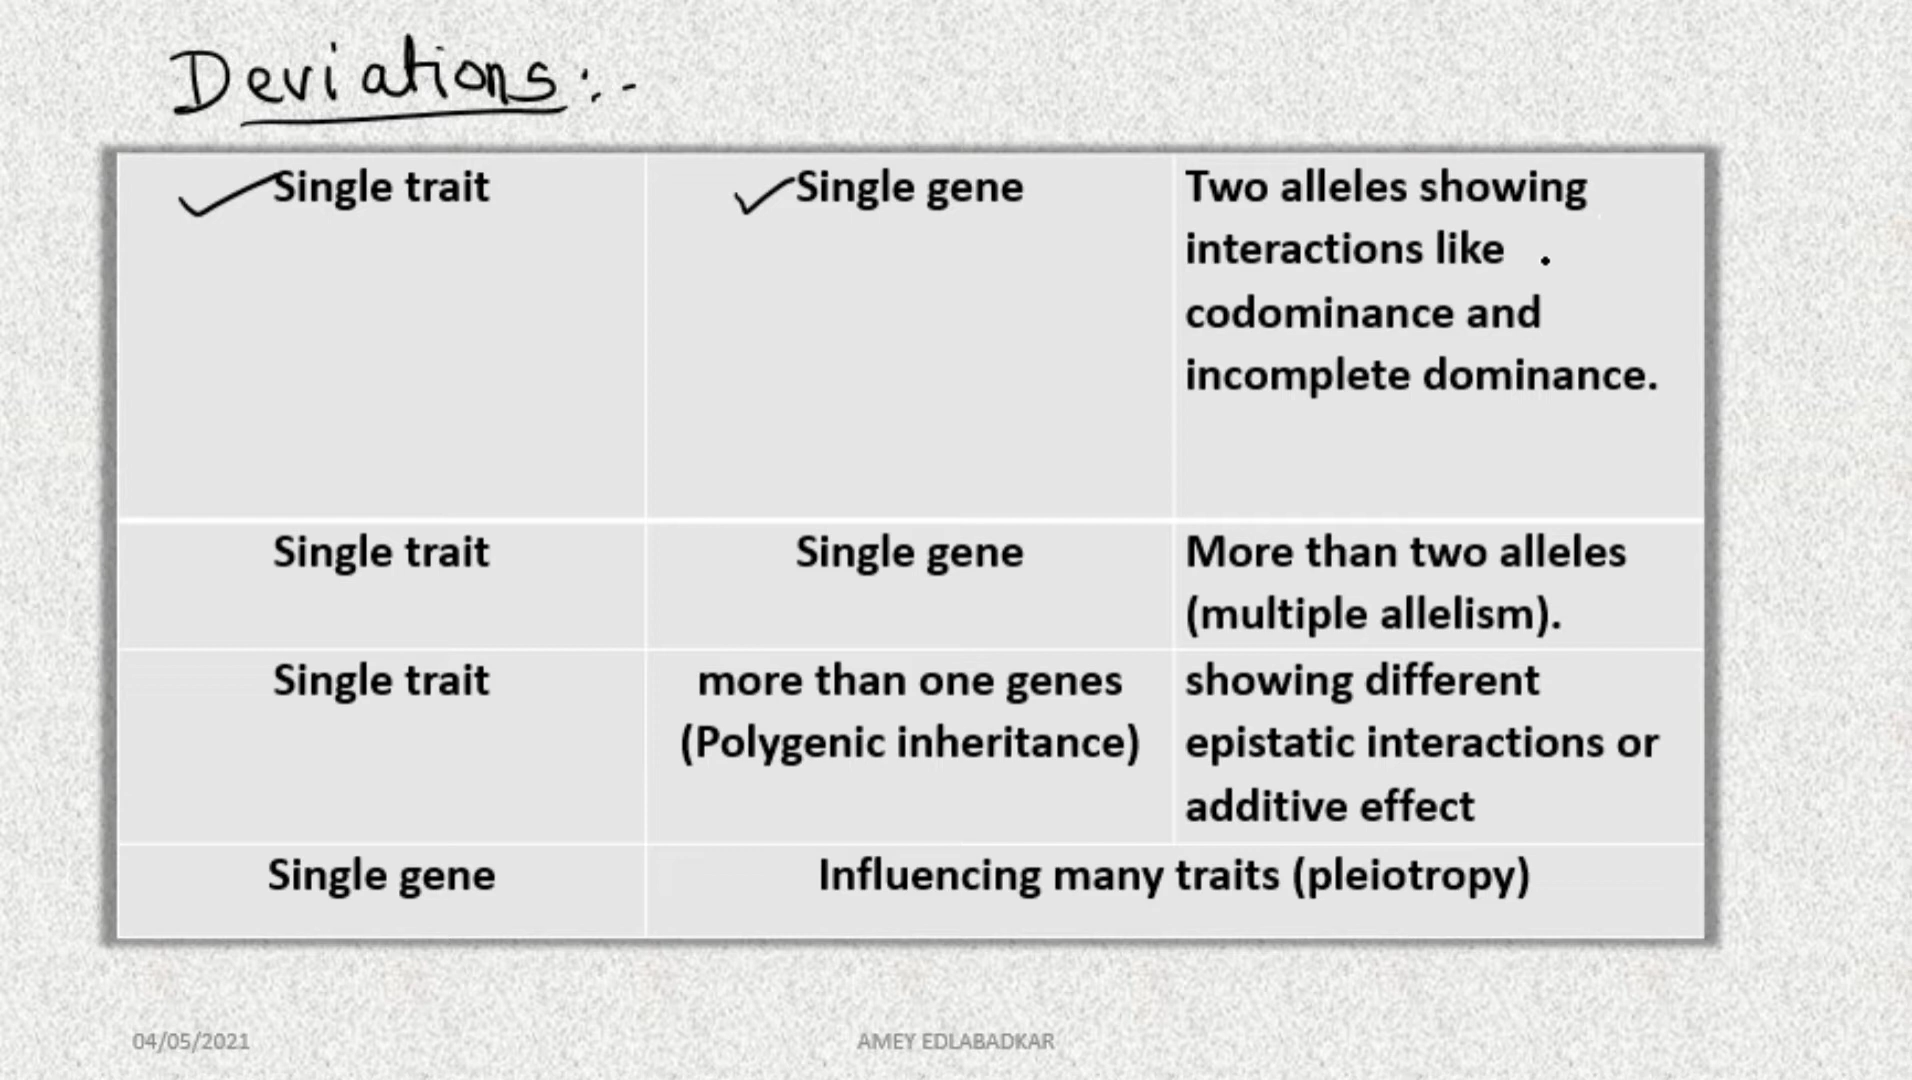 Deviations:-
Single trait
Single gene
Two alleles showing
interactions like
codominance and
incomplete dominance.
Single trait
Single gene
More than two alleles
(multiple allelism).
Single trait
more than one genes
(Polygenic inheritance)
showing different
epistatic interactions or
additive effect
Single gene
Influencing many traits (pleiotropy)
04/05/2021
AMEY EDLABADKAR